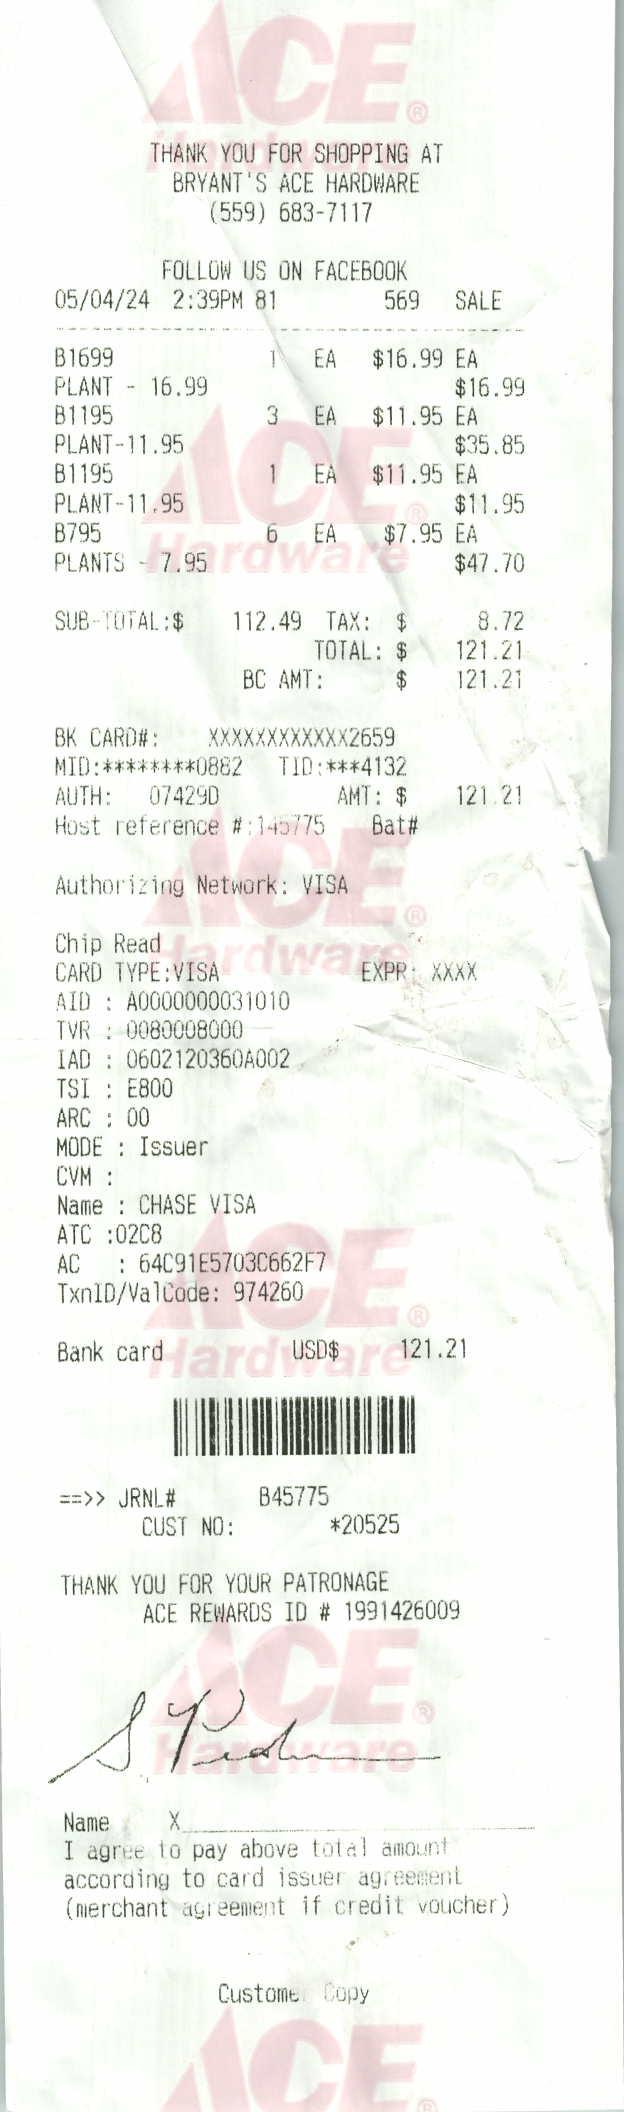 ACE
Hardware
THANK YOU FOR SHOPPING AT
BRYANT'S ACE HARDWARE
(559) 683-7117
FOLLOW US ON FACEBOOK
05/04/24 2:39PM 81 569 SALE
B1699 1 EA $16.99 EA
PLANT - 16.99 $16.99
B1195 3 EA $11.95 EA
PLANT-11.95 $35.85
B1195 1 EA $11.95 EA
PLANT-11.95 $11.95
B795 6 EA $7.95 EA
PLANTS - 7.95 $47.70
SUB-TOTAL:$ 112.49 TAX: $ 8.72
TOTAL: $ 121.21
BC AMT: $ 121.21
BK CARD#: XXXXXXXXXXXX2659
MID:********0882 TID:***4132
AUTH: 07429D AMT: $ 121.21
Host reference #:145775 Bat#
Authorizing Network: VISA
Chip Read
CARD TYPE:VISA EXPR: XXXX
AID : A0000000031010
TVR : 0080008000
IAD : 0602120360A002
TSI : E800
ARC : 00
MODE : Issuer
CVM :
Name : CHASE VISA
ATC :02C8
AC : 64C91E5703C662F7
TxnID/ValCode: 974260
Bank card USD$ 121.21
==>> JRNL# B45775
CUST NO: *20525
THANK YOU FOR YOUR PATRONAGE
ACE REWARDS ID # 1991426009
Name X
I agree to pay above total amount
according to card issuer agreement
(merchant agreement if credit voucher)
Customer Copy